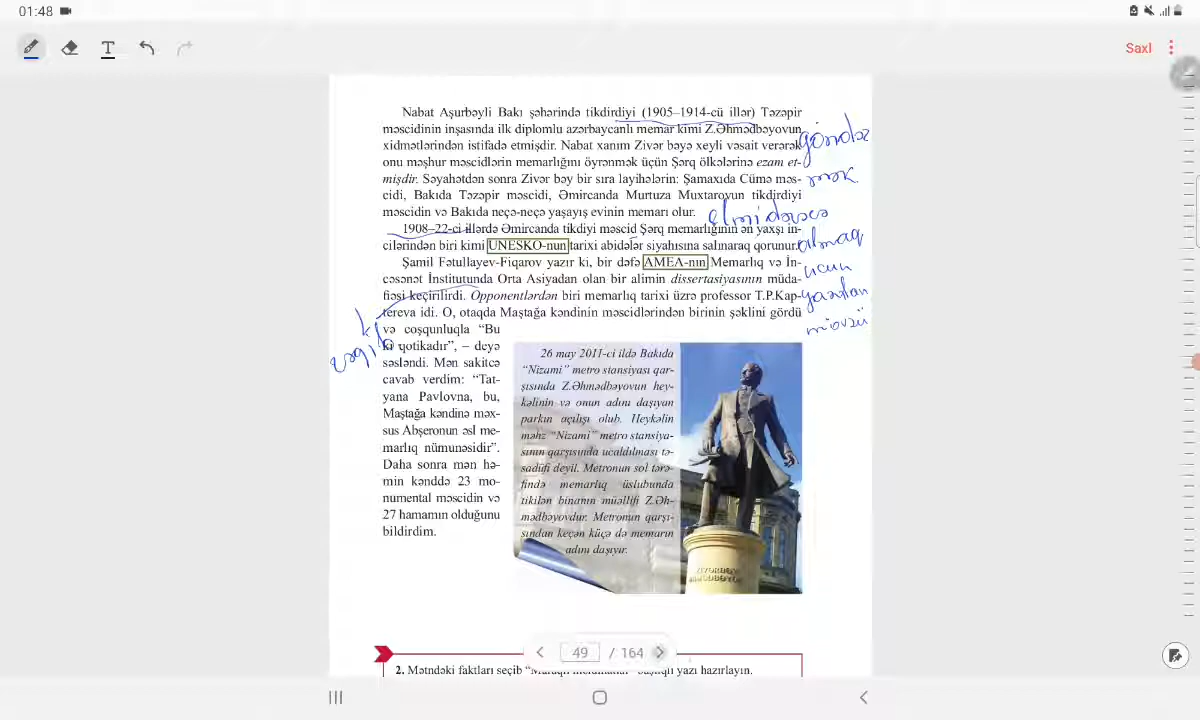 01:48
T
Saxl
Nabat Aşurbəyli Bakı şəhərində tikdirdiyi (1905–1914-cü illər) Təzəpir
məscidinin inşasında ilk diplomlu azərbaycanlı memar kimi Z.Əhmədbəyovun
xidmətlərindən istifadə etmişdir. Nabat xanım Zivər bəyə xeyli vəsait verərək
onu məşhur məscidlərin memarlığını öyrənmək üçün Şərq ölkələrinə ezam et-
mişdir. Səyahətdən sonra Zivər bəy bir sıra layihələrin: Şamaxıda Cümə məs-
cidi, Bakıda Təzəpir məscidi, Əmircanda Murtuza Muxtarovun tikdirdiyi
məscidin və Bakıda neçə-neçə yaşayış evinin memarı olur.
1908–22-ci illərdə Əmircanda tikdiyi məscid Şərq memarlığının ən yaxşı in-
cilərindən biri kimi UNESKO-nun tarixi abidələr siyahısına salınaraq qorunur.
Şamil Fətullayev-Fiqarov yazır ki, bir dəfə AMEA-nın Memarlıq və İn-
cəsənət İnstitutunda Orta Asiyadan olan bir alimin dissertasiyasının müda-
fiəsi keçirilirdi. Opponentlərdən biri memarlıq tarixi üzrə professor T.P.Kap-
tereva idi. O, otaqda Maştağa kəndinin məscidlərindən birinin şəklini gördü
və coşqunluqla “Bu
ki qotikadır”, – deyə
səsləndi. Mən sakitcə
cavab verdim: “Tat-
yana Pavlovna, bu,
Maştağa kəndinə məx-
sus Abşeronun əsl me-
marlıq nümunəsidir”.
Daha sonra mən hə-
min kənddə 23 mo-
numental məscidin və
27 hamamın olduğunu
bildirdim.
göndər
mək
elmi dərəcə
almaq
ucun
yazılan
mövzu
rəqib
26 may 2011-ci ildə Bakıda
“Nizami” metro stansiyası qar-
şısında Z.Əhmədbəyovun hey-
kəlinin və onun adını daşıyan
parkın açılışı olub. Heykəlin
məhz “Nizami” metro stansiya-
sının qarşısında ucaldılması tə-
sadüfi deyil. Metronun sol tərə-
fində memarlıq üslubunda
tikilən binanın müəllifi Z.Əh-
mədbəyovdur. Metronun qarşı-
sından keçən küçə də memarın
adını daşıyır.
49 / 164
2. Mətndəki faktları seçib “Maraqlı məlumatlar” başlıqlı yazı hazırlayın.